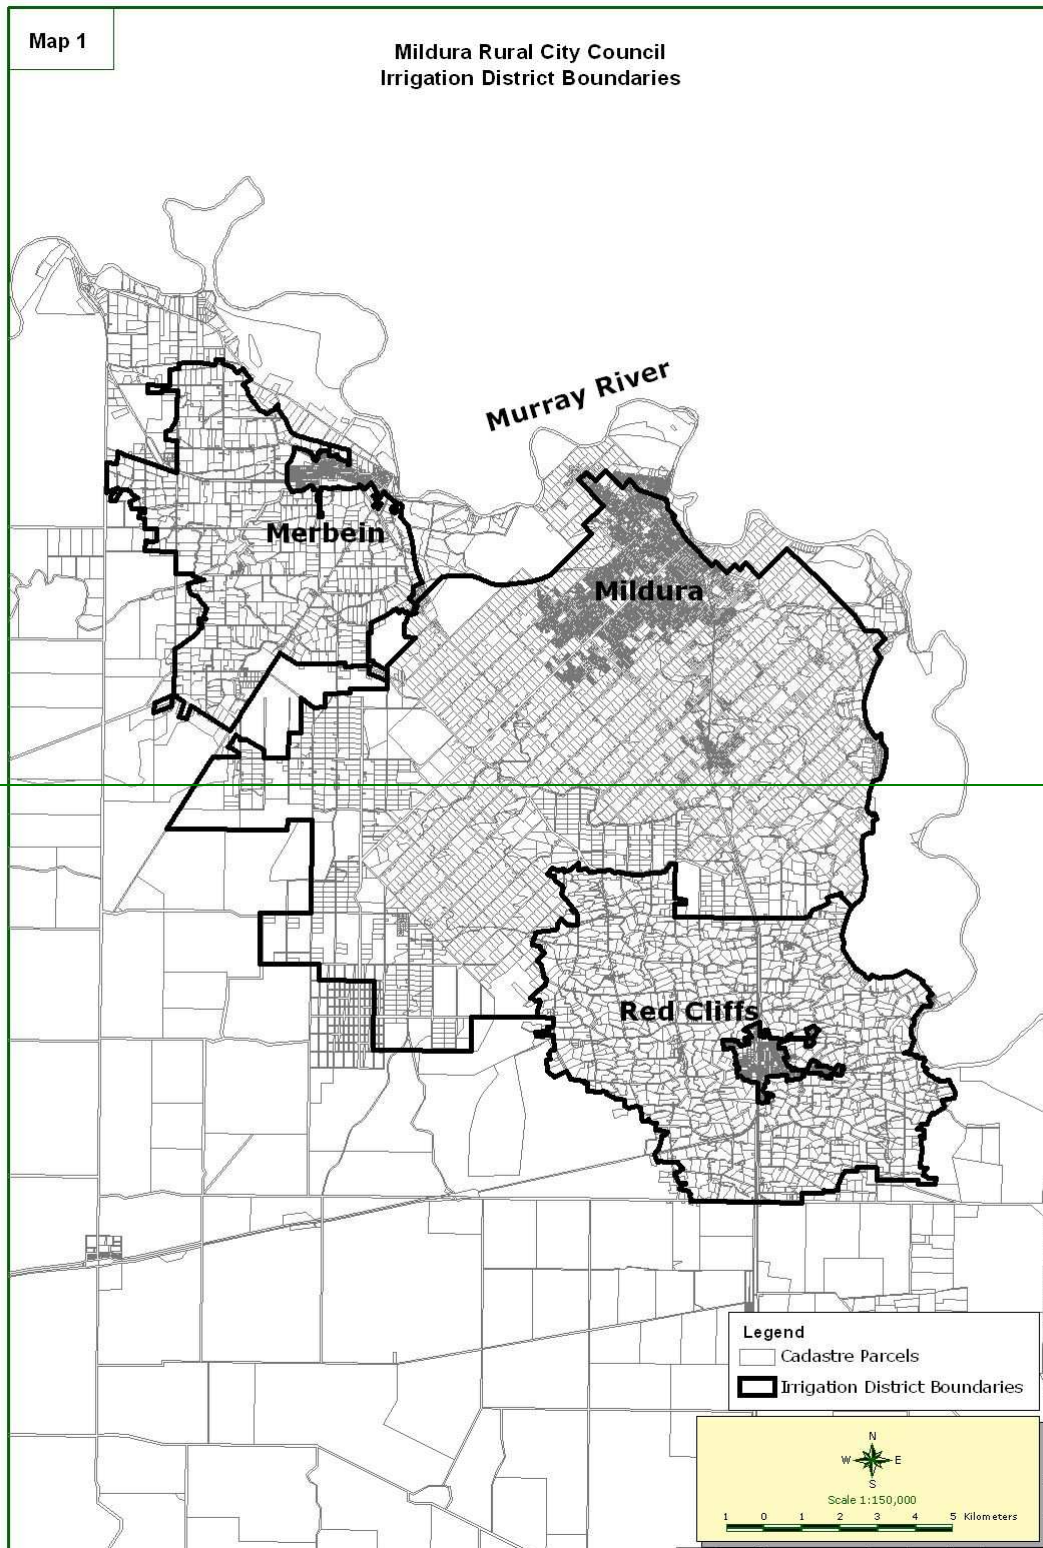 Map 1
Mildura Rural City Council
Irrigation District Boundaries
Murray River
Merbein
Mildura
Red Cliffs
Legend
Cadastre Parcels
Irrigation District Boundaries
N
W E
S
Scale 1:150,000
1 0 1 2 3 4 5 Kilometers